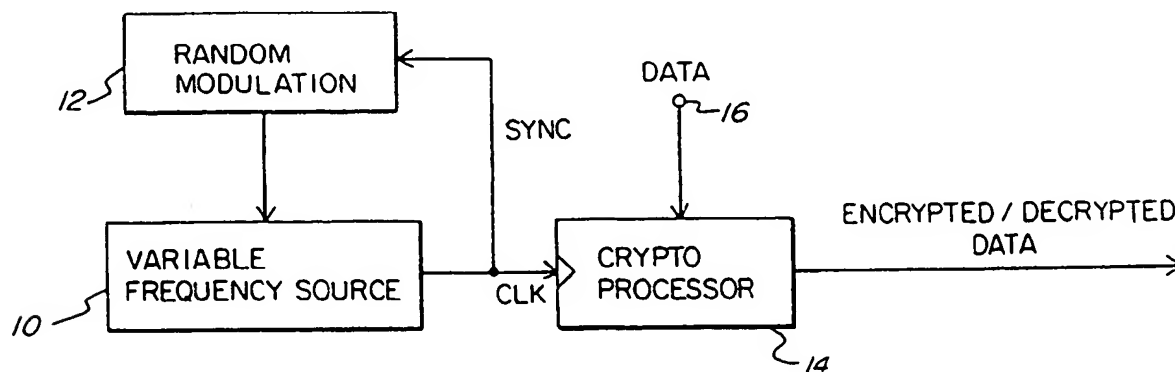 RANDOM
MODULATION
12
DATA
16
SYNC
VARIABLE
FREQUENCY SOURCE
10
CLK
CRYPTO
PROCESSOR
14
ENCRYPTED / DECRYPTED
DATA